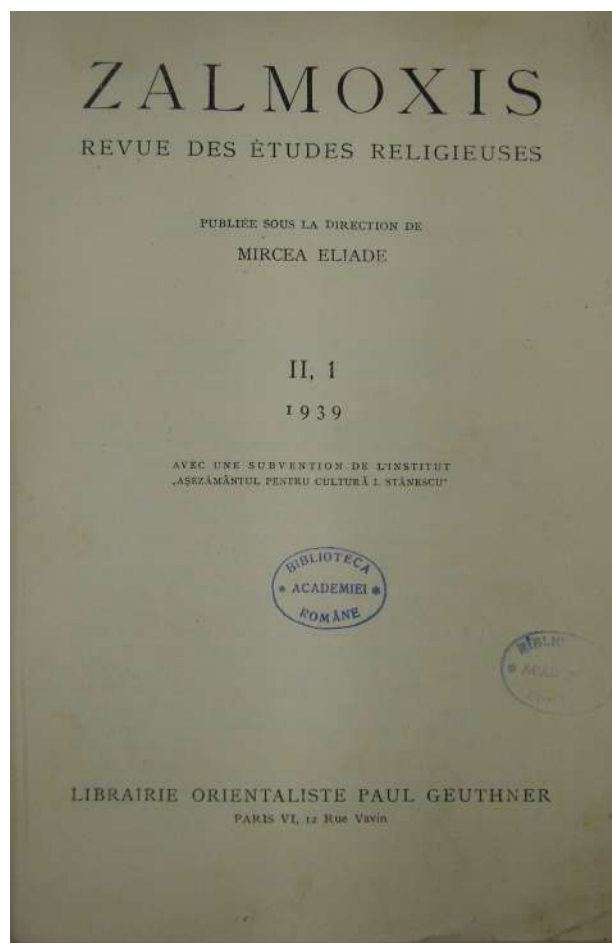 ZALMOXIS
REVUE DES ÉTUDES RELIGIEUSES
PUBLIÉE SOUS LA DIRECTION DE
MIRCEA ELIADE
II, 1
1939
AVEC UNE SUBVENTION DE L'INSTITUT
„AȘEZĂMÂNTUL PENTRU CULTURĂ I. STĂNESCU"
BIBLIOTECA
* ACADEMIEI *
ROMÂNE
LIBRAIRIE ORIENTALISTE PAUL GEUTHNER
PARIS VI, 12 Rue Vavin